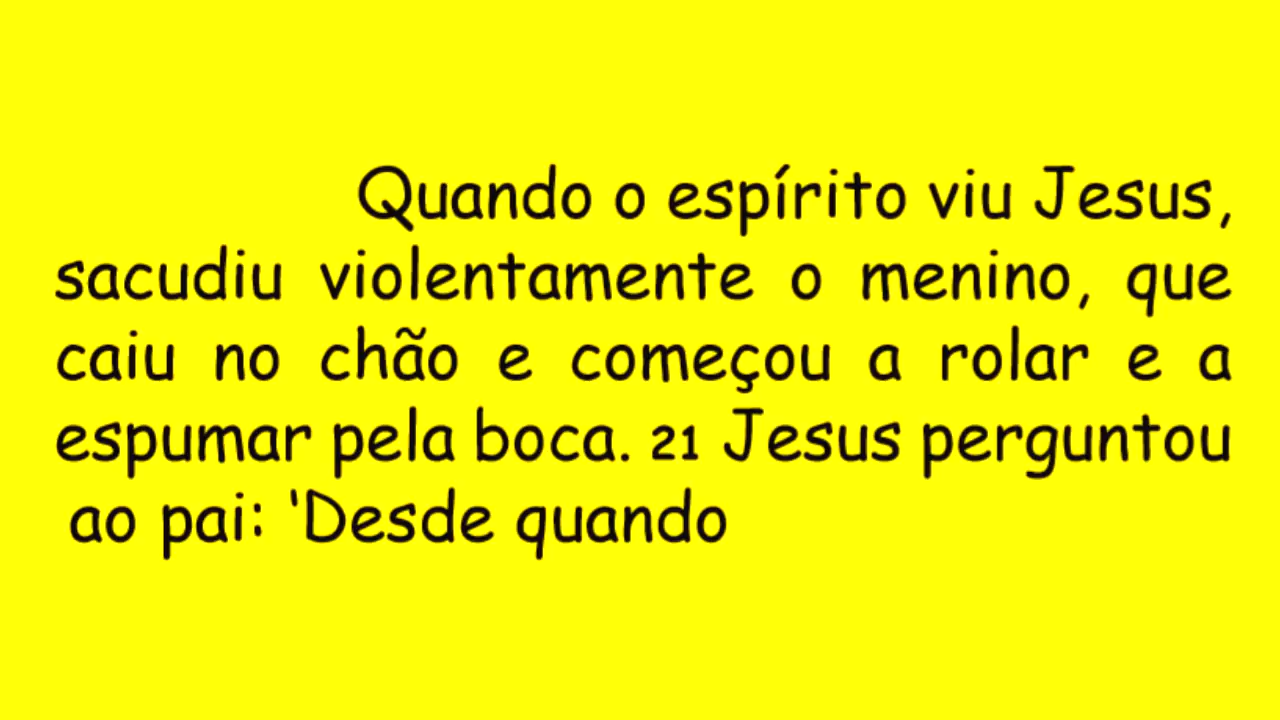 Quando o espírito viu Jesus,
sacudiu violentamente o menino, que
caiu no chão e começou a rolar e a
espumar pela boca. 21 Jesus perguntou
ao pai: ‘Desde quando